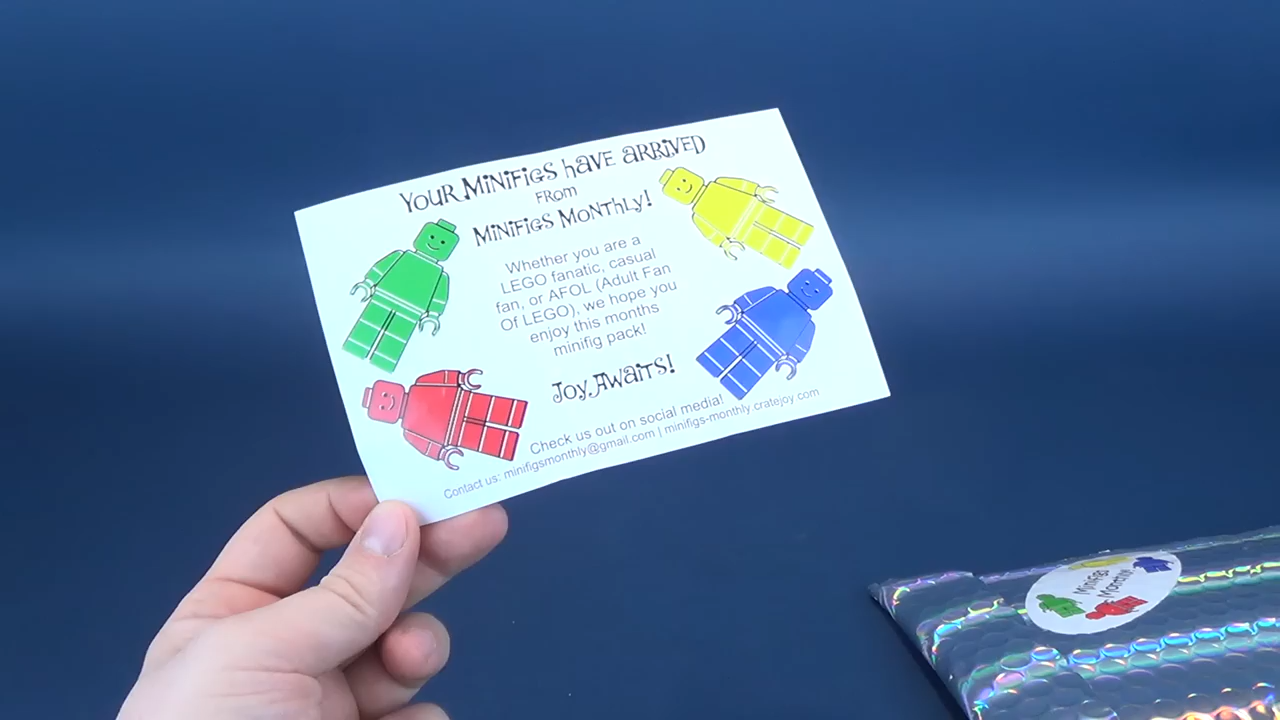 YOUR MINIFIGS HAVE ARRIVED
FROM
MINIFIGS MONTHLY!
Whether you are a
LEGO fanatic, casual
fan, or AFOL (Adult Fan
Of LEGO), we hope you
enjoy this months
minifig pack!
JOY AWAITS!
Check us out on social media!
Contact us: minifigsmonthly@gmail.com | minifigs-monthly.cratejoy.com
MINIFIGS
MONTHLY